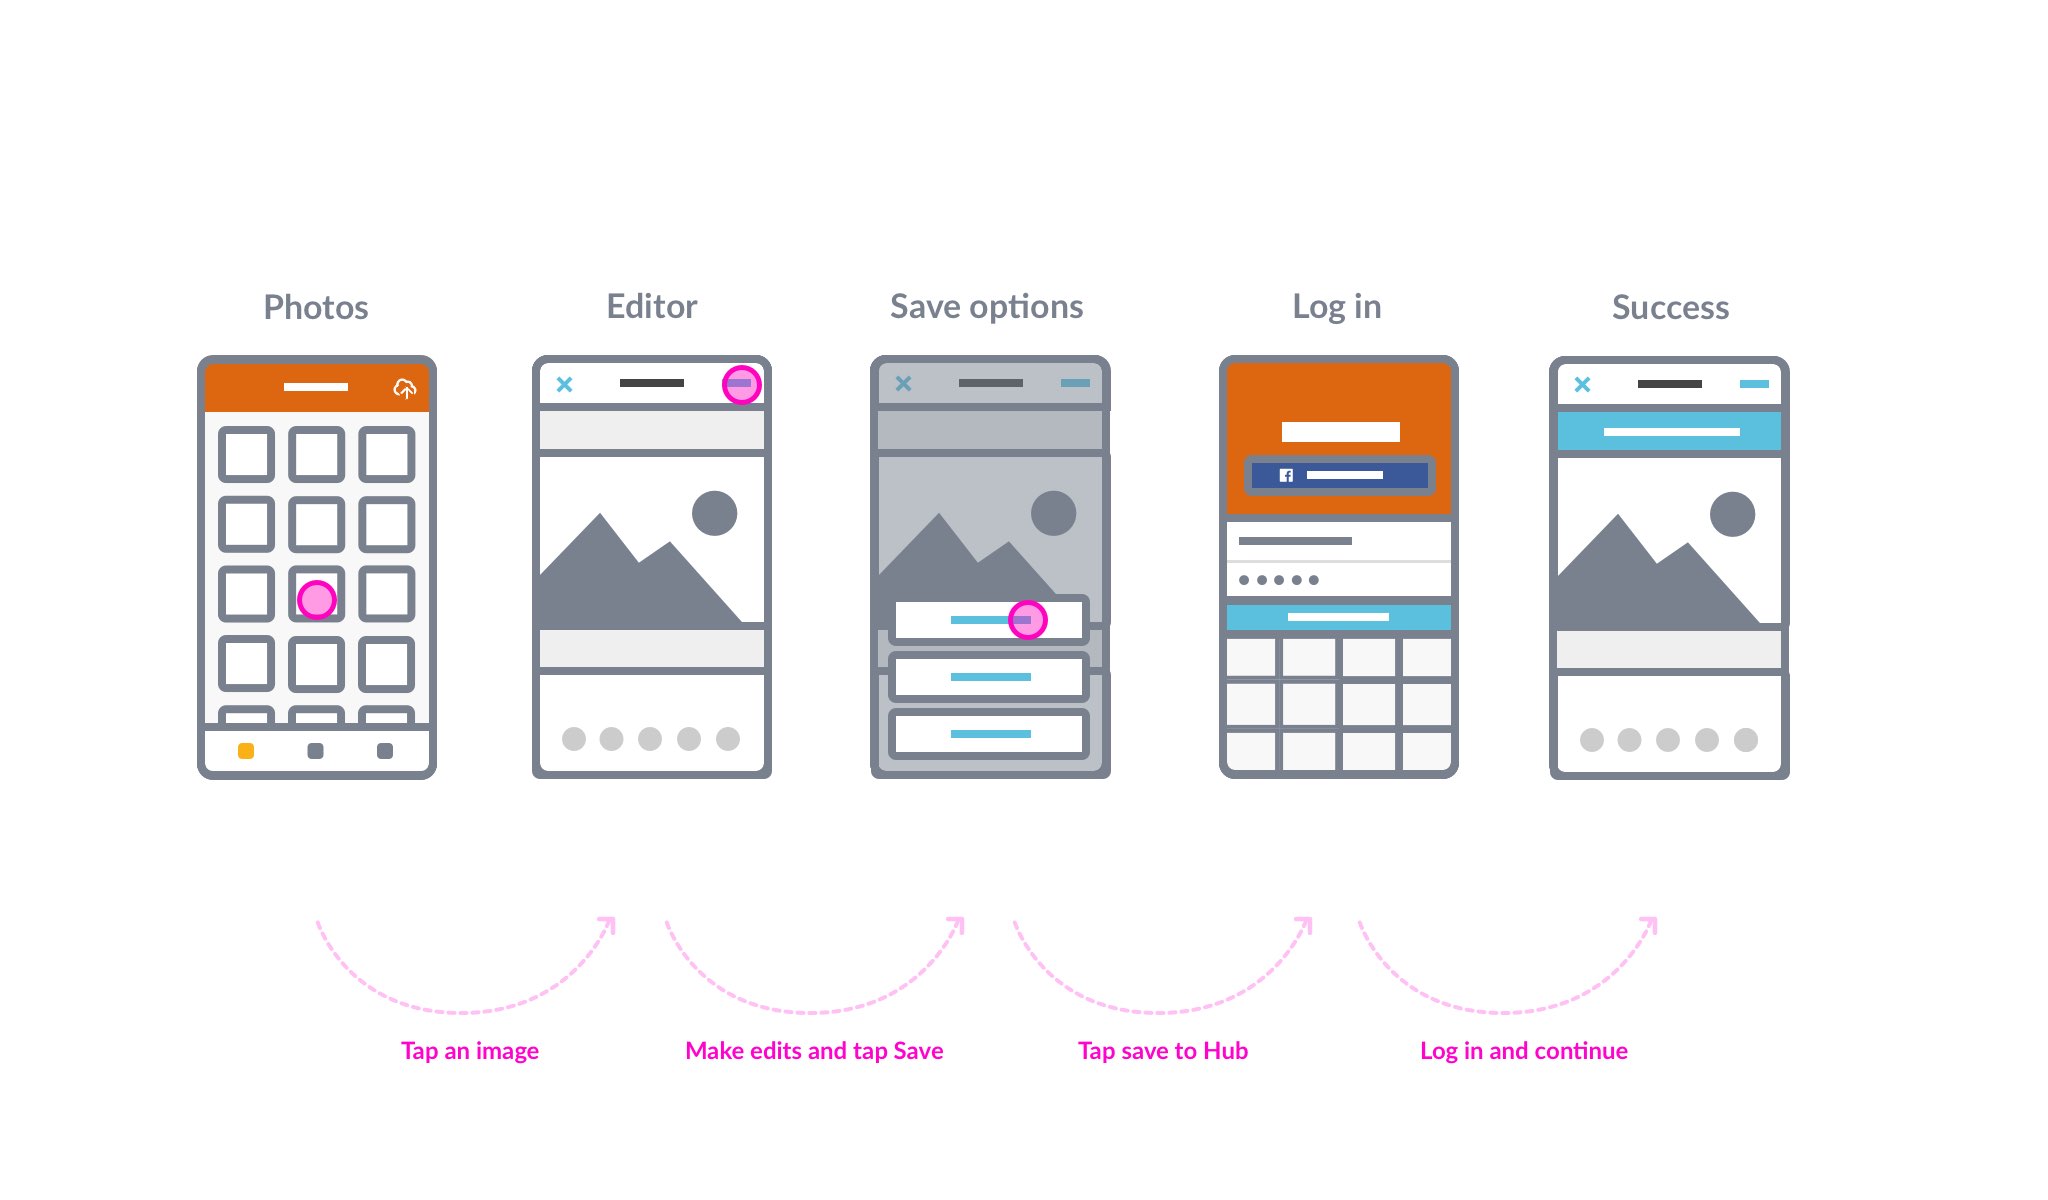 Photos
Editor
Save options
Log in
Success
Tap an image
Make edits and tap Save
Tap save to Hub
Log in and continue